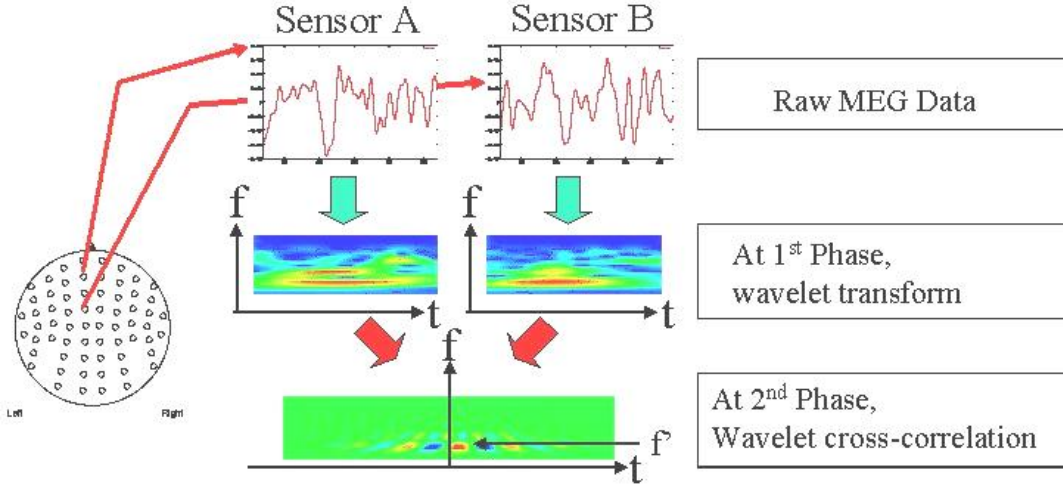 Sensor A
Sensor B
Raw MEG Data
f
t
f
t
At 1st Phase,
wavelet transform
f
t
f'
At 2nd Phase,
Wavelet cross-correlation
Left
Right